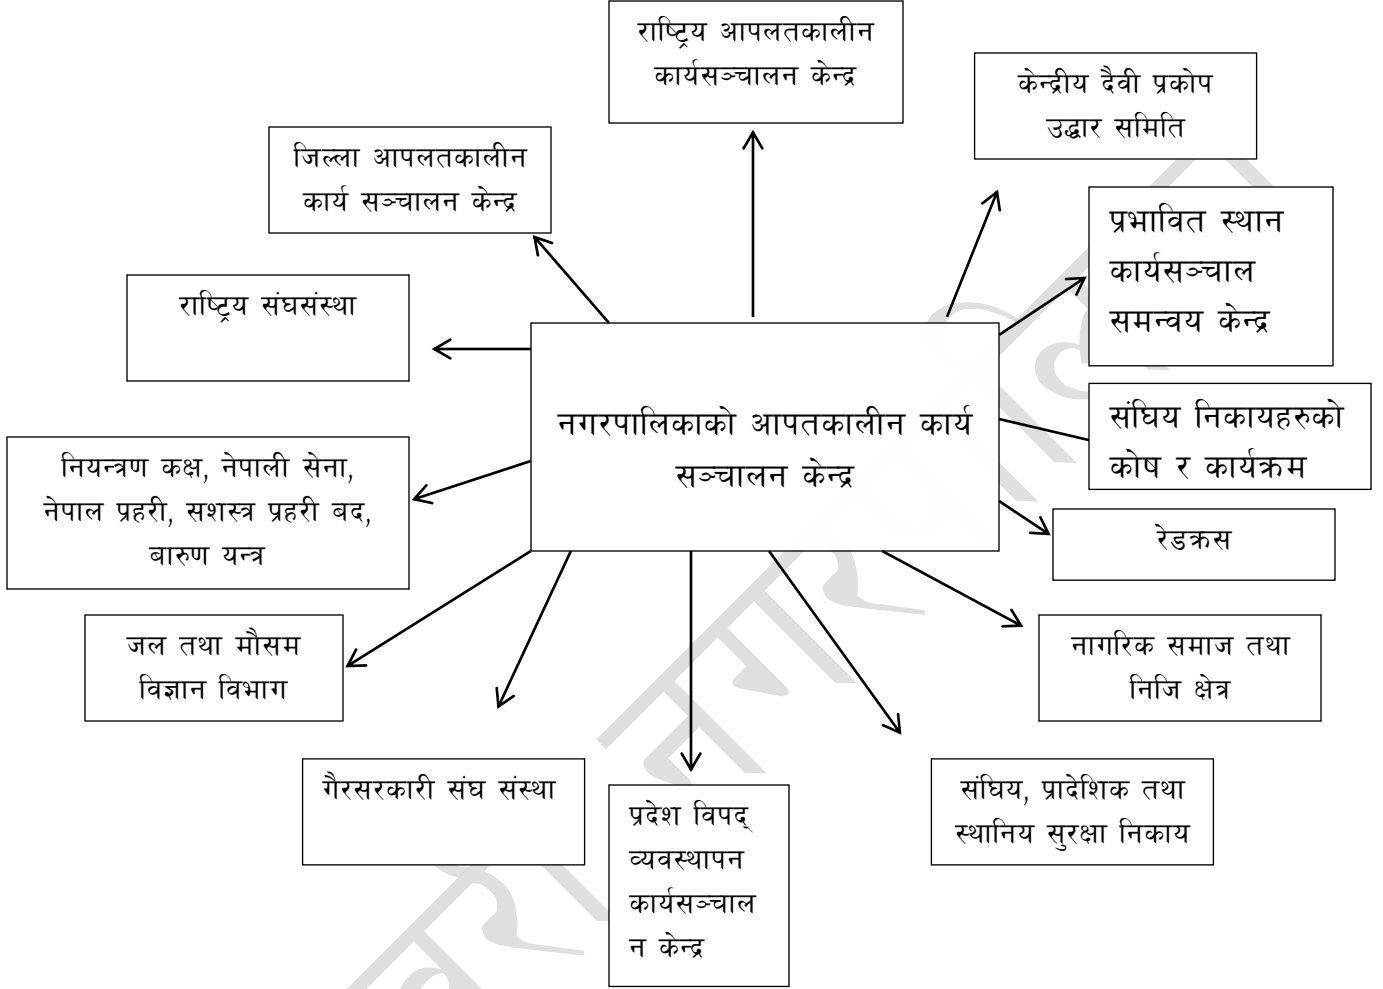 राष्ट्रिय आपलतकालीन
कार्यसञ्चालन केन्द्र
केन्द्रीय दैवी प्रकोप
उद्धार समिति
जिल्ला आपलतकालीन
कार्य सञ्चालन केन्द्र
प्रभावित स्थान
कार्यसञ्चाल
समन्वय केन्द्र
राष्ट्रिय संघसंस्था
नगरपालिकाको आपतकालीन कार्य
सञ्चालन केन्द्र
संघिय निकायहरुको
कोष र कार्यक्रम
नियन्त्रण कक्ष, नेपाली सेना,
नेपाल प्रहरी, सशस्त्र प्रहरी बद,
बारुण यन्त्र
रेडक्रस
जल तथा मौसम
विज्ञान विभाग
नागरिक समाज तथा
निजि क्षेत्र
गैरसरकारी संघ संस्था
प्रदेश विपद्
व्यवस्थापन
कार्यसञ्चाल
न केन्द्र
संघिय, प्रादेशिक तथा
स्थानिय सुरक्षा निकाय